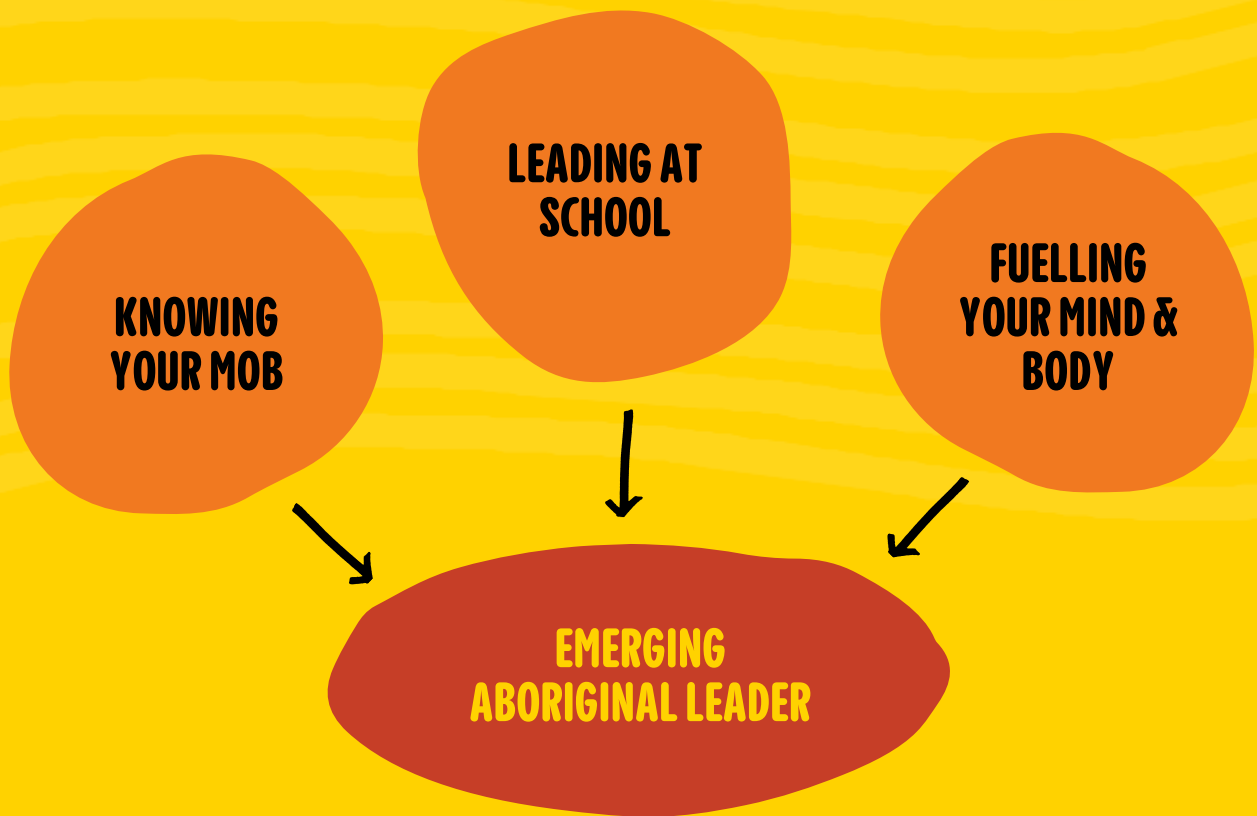 KNOWING
YOUR MOB
LEADING AT
SCHOOL
FUELLING
YOUR MIND &
BODY
EMERGING
ABORIGINAL LEADER